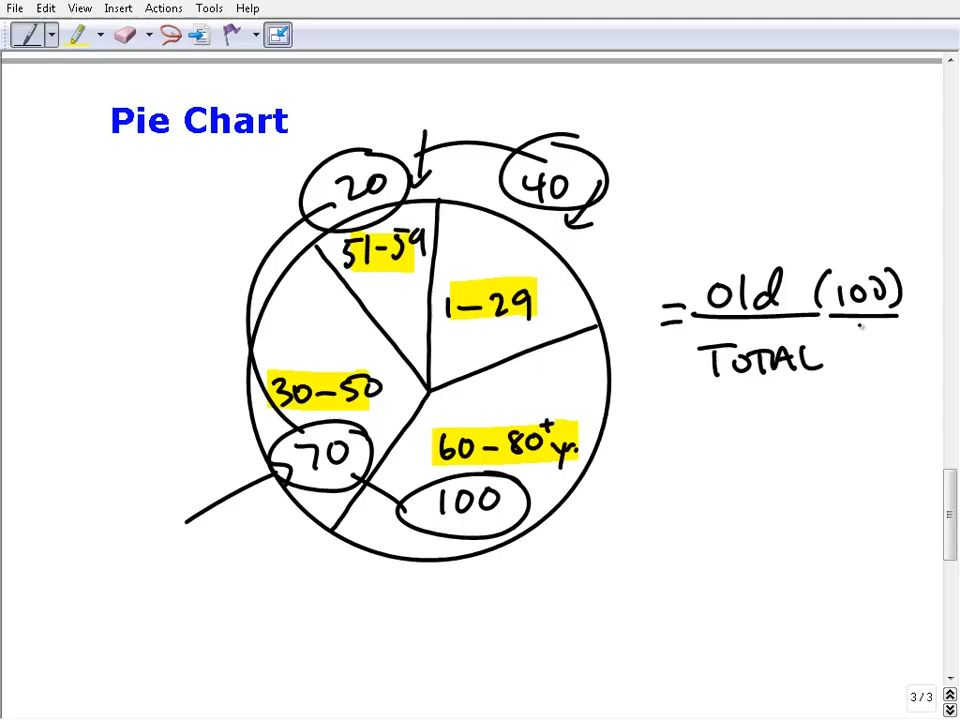 File Edit View Insert Actions Tools Help
Pie Chart
20
40
51-59
1-29
= Old (100)
TOTAL
30-50
60-80+ yr.
70
100
3/3